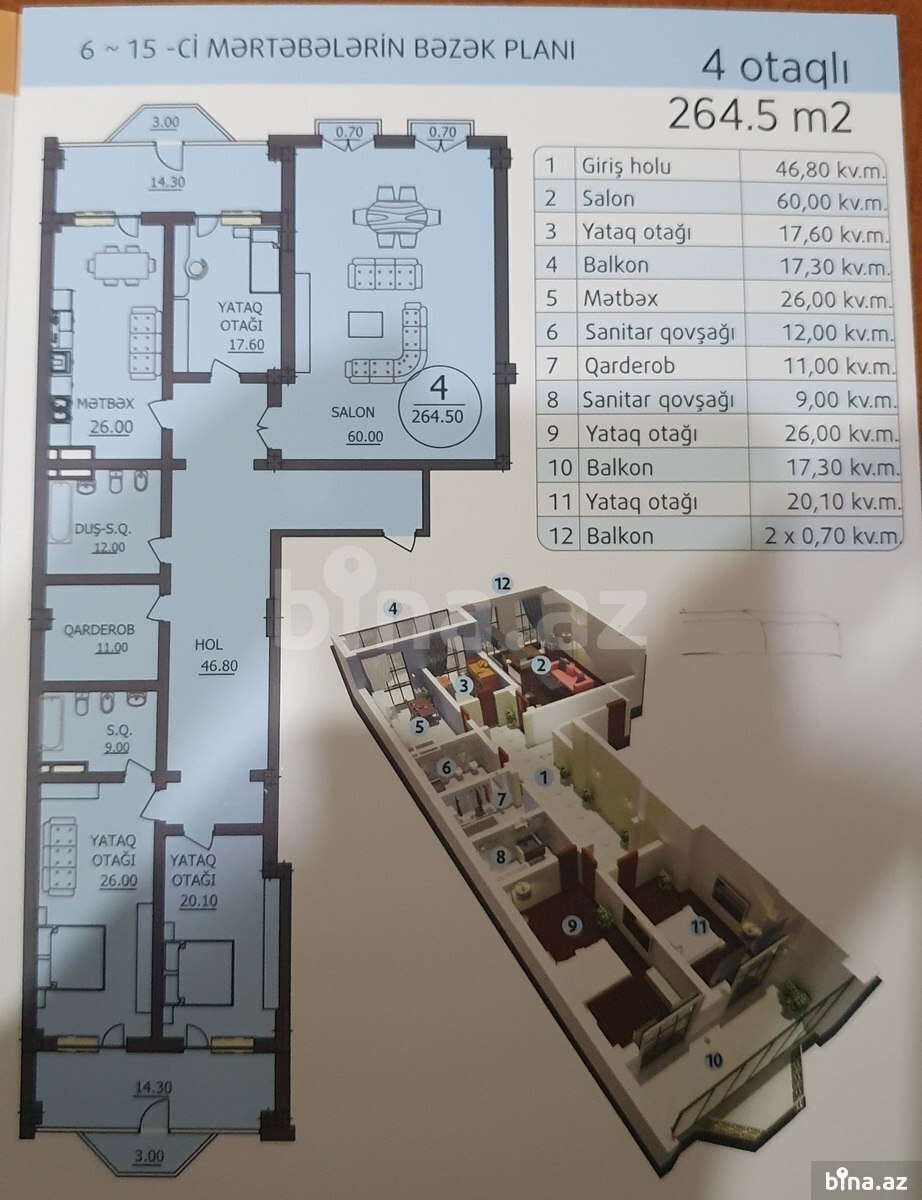 6 ~ 15 -Cİ MƏRTƏBƏLƏRİN BƏZƏK PLANI
4 otaqlı
264.5 m2
1 Giriş holu 46,80 kv.m.
2 Salon 60,00 kv.m.
3 Yataq otağı 17,60 kv.m.
4 Balkon 17,30 kv.m.
5 Mətbəx 26,00 kv.m.
6 Sanitar qovşağı 12,00 kv.m.
7 Qarderob 11,00 kv.m.
8 Sanitar qovşağı 9,00 kv.m.
9 Yataq otağı 26,00 kv.m.
10 Balkon 17,30 kv.m.
11 Yataq otağı 20,10 kv.m.
12 Balkon 2 x 0,70 kv.m.
3.00
0.70
0.70
14.30
YATAQ
OTAĞI
17.60
MƏTBƏX
26.00
SALON
60.00
4
264.50
DUŞ-S.Q.
12.00
QARDEROB
11.00
HOL
46.80
S.Q.
9.00
YATAQ
OTAĞI
26.00
YATAQ
OTAĞI
20.10
14.30
3.00
12
4
2
3
5
6
1
7
8
9
11
10
bina.az
bina.az